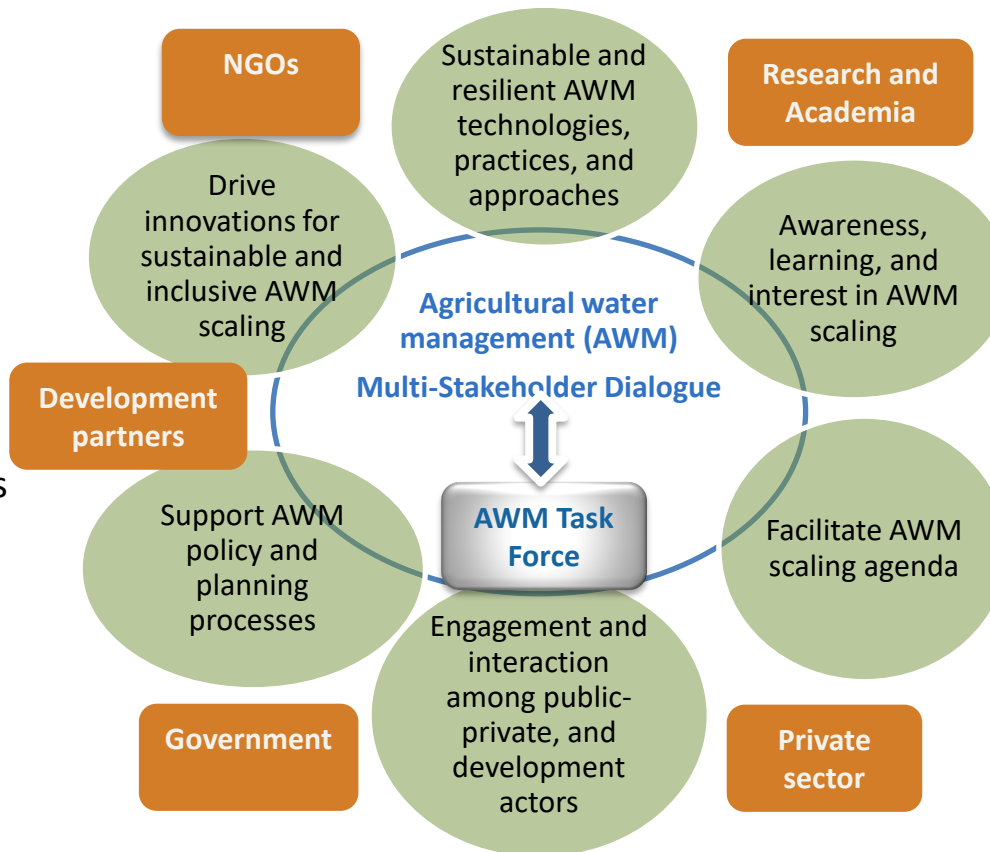 NGOs
Sustainable and
resilient AWM
technologies,
practices, and
approaches
Research and
Academia
Drive
innovations for
sustainable and
inclusive AWM
scaling
Awareness,
learning, and
interest in AWM
scaling
Agricultural water
management (AWM)
Multi-Stakeholder Dialogue
Development
partners
s
Support AWM
policy and
planning
processes
AWM Task
Force
Facilitate AWM
scaling agenda
Engagement and
interaction
among public-
private, and
development
actors
Government
Private
sector